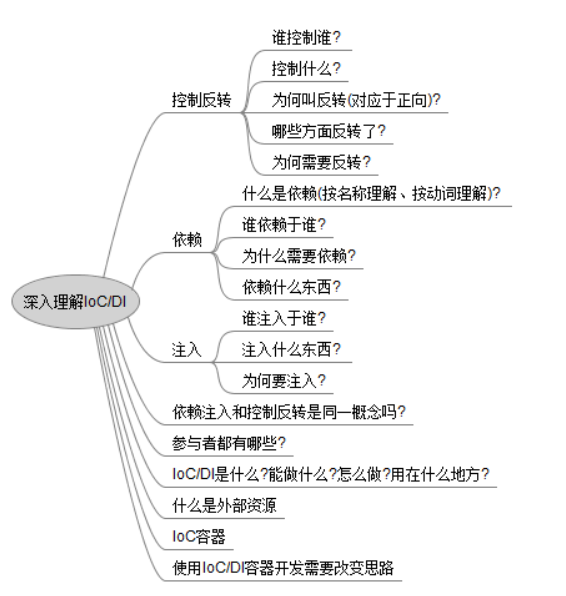 深入理解IoC/DI
控制反转
谁控制谁?
控制什么?
为何叫反转(对应于正向)?
哪些方面反转了?
为何需要反转?
依赖
什么是依赖(按名称理解、按动词理解)?
谁依赖于谁?
为什么需要依赖?
依赖什么东西?
注入
谁注入于谁?
注入什么东西?
为何要注入?
依赖注入和控制反转是同一概念吗?
参与者都有哪些?
IoC/DI是什么?能做什么?怎么做?用在什么地方?
什么是外部资源
IoC容器
使用IoC/DI容器开发需要改变思路